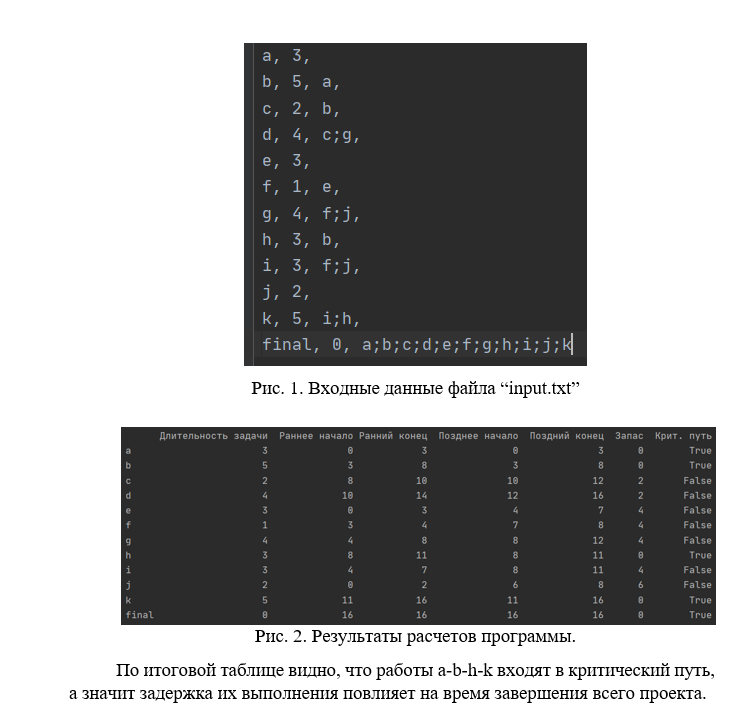 a, 3,
b, 5, a,
c, 2, b,
d, 4, c;g,
e, 3,
f, 1, e,
g, 4, f;j,
h, 3, b,
i, 3, f;j,
j, 2,
k, 5, i;h,
final, 0, a;b;c;d;e;f;g;h;i;j;k
Рис. 1. Входные данные файла “input.txt”
Длительность задачи Раннее начало Ранний конец Позднее начало Поздний конец Запас Крит. путь
a 3 0 3 0 3 0 True
b 5 3 8 3 8 0 True
c 2 8 10 10 12 2 False
d 4 10 14 12 16 2 False
e 3 0 3 4 7 4 False
f 1 3 4 7 8 4 False
g 4 4 8 8 12 4 False
h 3 8 11 8 11 0 True
i 3 4 7 8 11 4 False
j 2 0 2 6 8 6 False
k 5 11 16 11 16 0 True
final 0 16 16 16 16 0 True
Рис. 2. Результаты расчетов программы.
По итоговой таблице видно, что работы a-b-h-k входят в критический путь,
а значит задержка их выполнения повлияет на время завершения всего проекта.